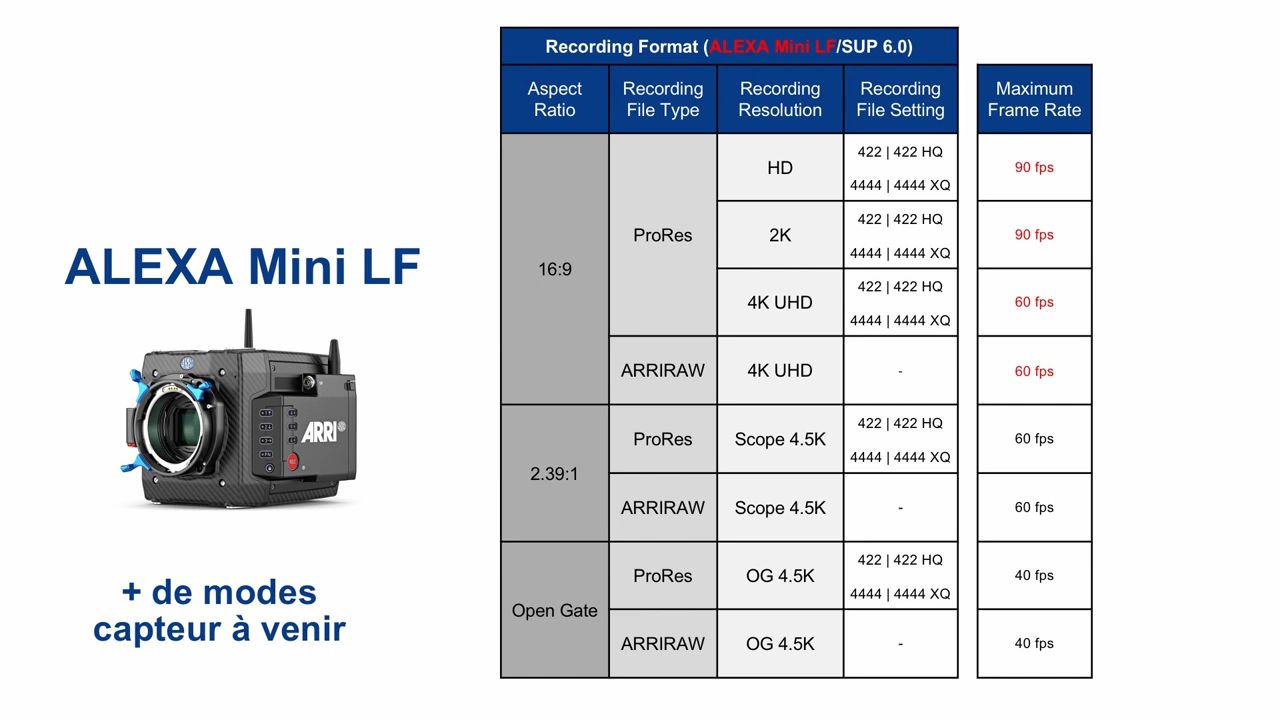 ALEXA Mini LF
ARRI
+ de modes
capteur à venir
Recording Format (ALEXA Mini LF/SUP 6.0)
Aspect Ratio | Recording File Type | Recording Resolution | Recording File Setting | Maximum Frame Rate
16:9
ProRes
HD
422 | 422 HQ
4444 | 4444 XQ
90 fps
2K
422 | 422 HQ
4444 | 4444 XQ
90 fps
4K UHD
422 | 422 HQ
4444 | 4444 XQ
60 fps
ARRIRAW
4K UHD
-
60 fps
2.39:1
ProRes
Scope 4.5K
422 | 422 HQ
4444 | 4444 XQ
60 fps
ARRIRAW
Scope 4.5K
-
60 fps
Open Gate
ProRes
OG 4.5K
422 | 422 HQ
4444 | 4444 XQ
40 fps
ARRIRAW
OG 4.5K
-
40 fps